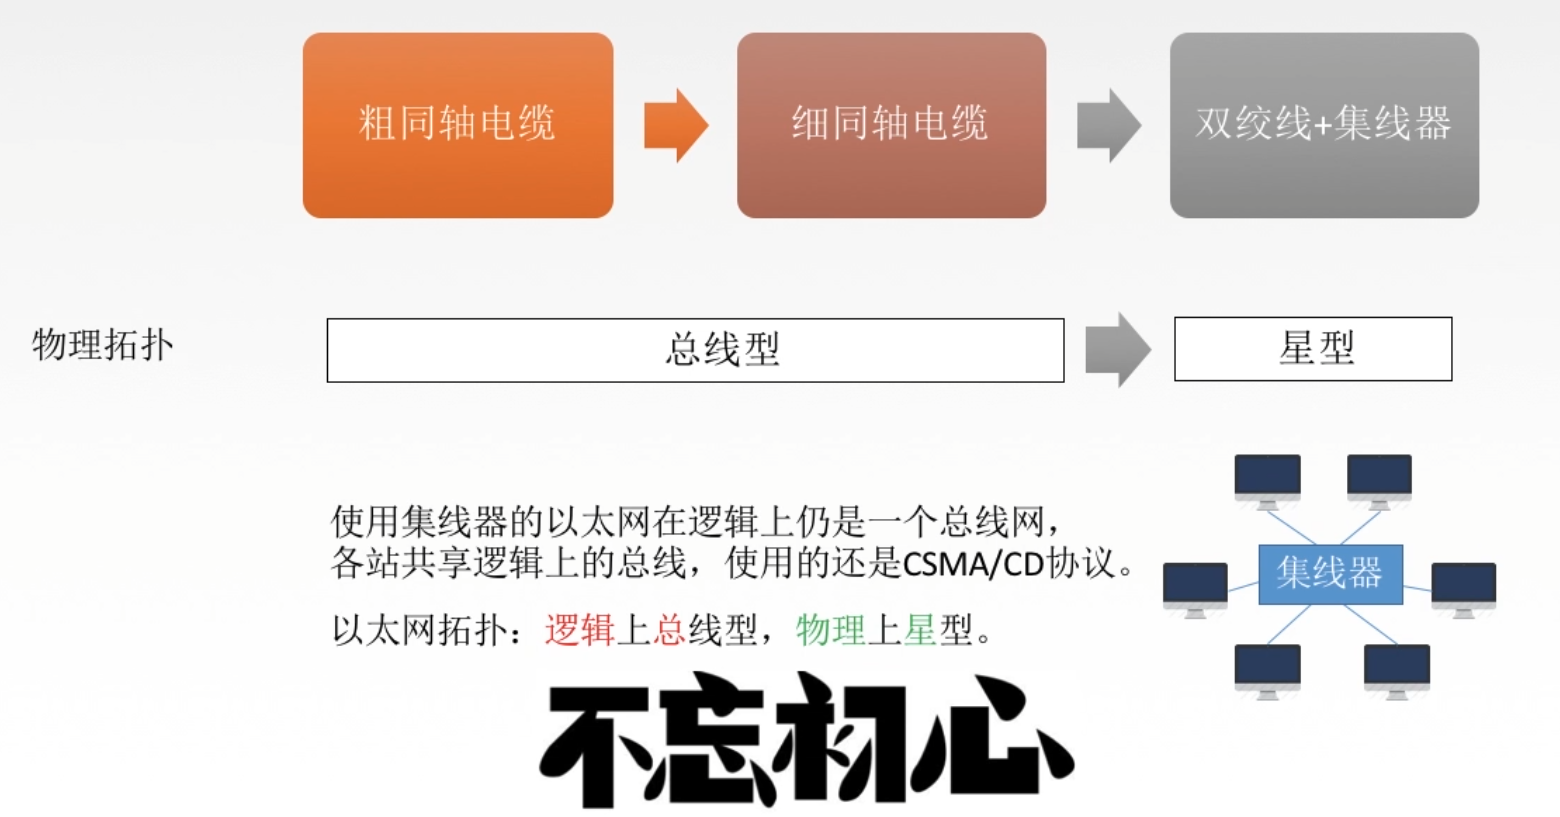 粗同轴电缆
细同轴电缆
双绞线+集线器
物理拓扑
总线型
星型
使用集线器的以太网在逻辑上仍是一个总线网，
各站共享逻辑上的总线，使用的还是CSMA/CD协议。
集线器
以太网拓扑：逻辑上总线型，物理上星型。
不忘初心